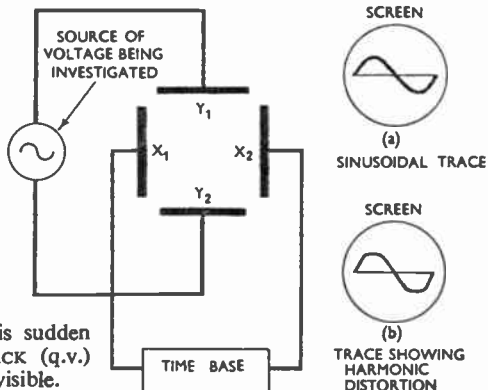 SOURCE OF
VOLTAGE BEING
INVESTIGATED
Y1
X1
X2
Y2
TIME BASE
SCREEN
(a)
SINUSOIDAL TRACE
SCREEN
(b)
TRACE SHOWING
HARMONIC
DISTORTION
is sudden
CK (q.v.)
visible.